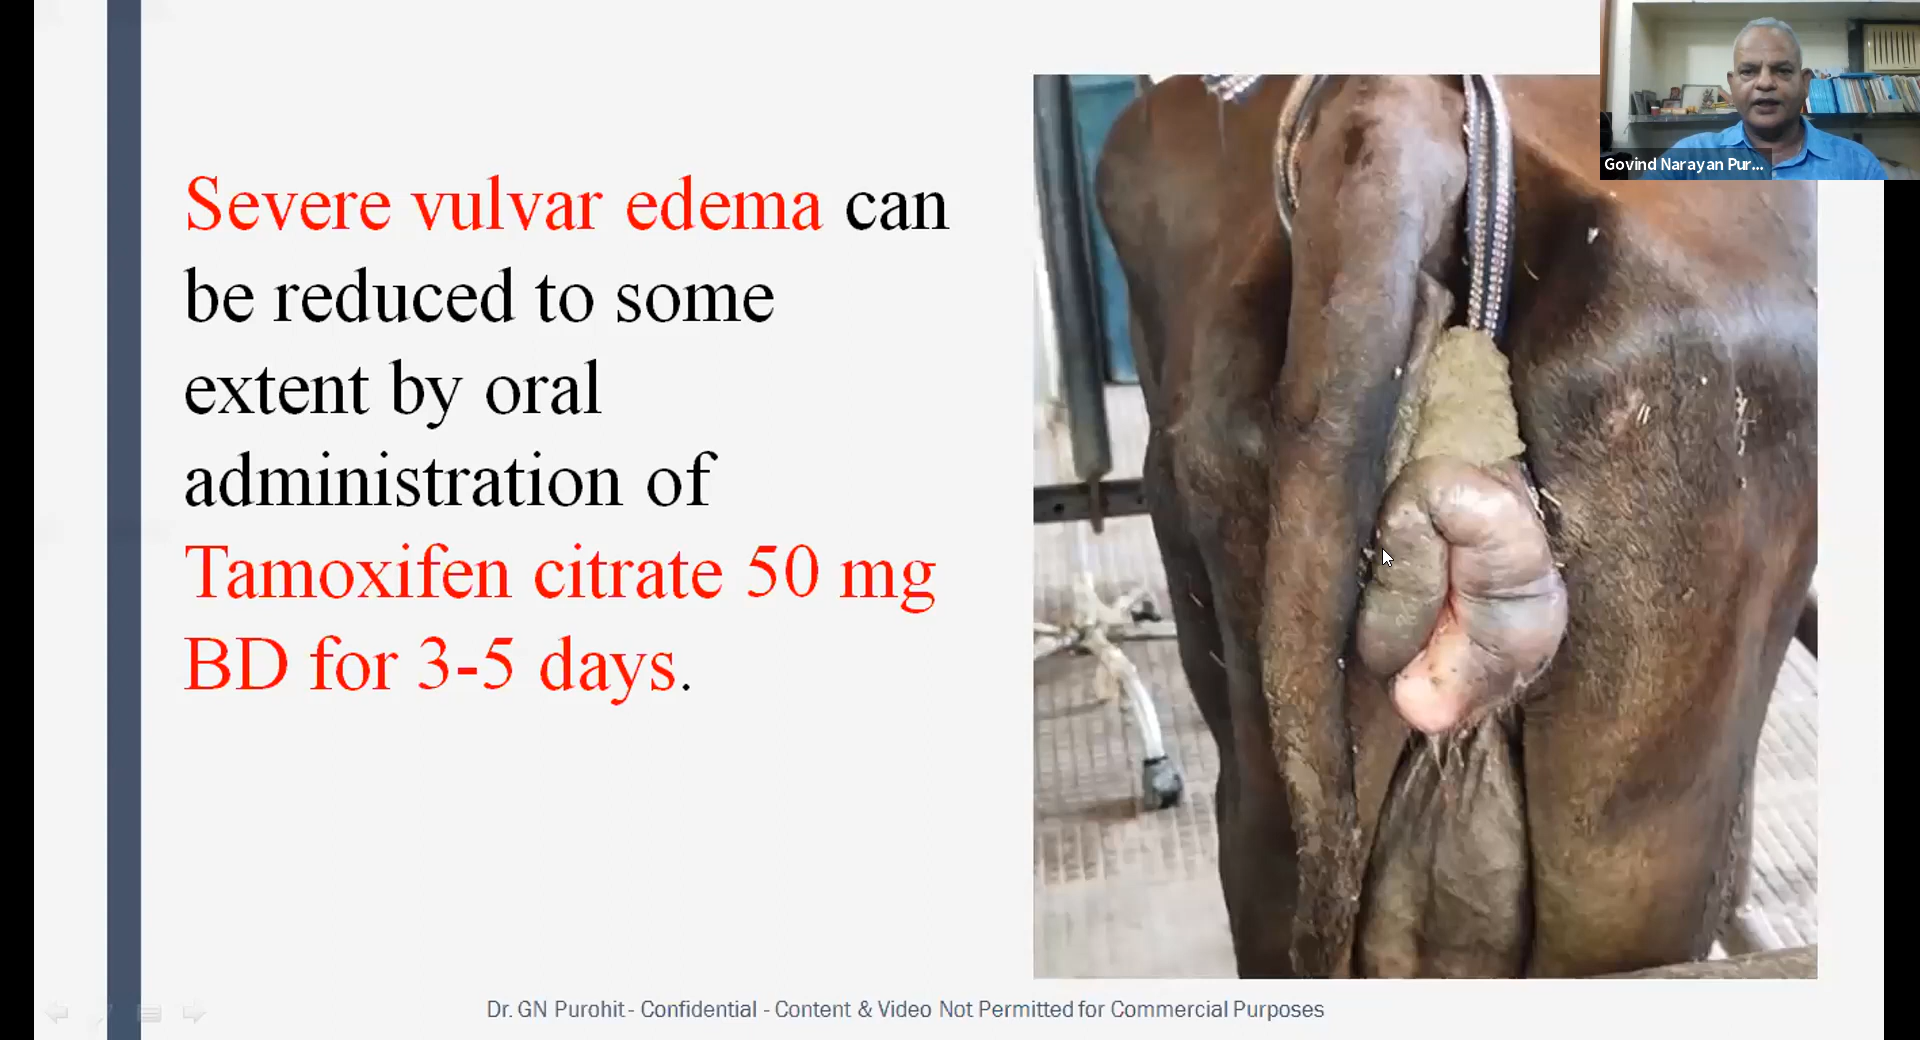 Govind Narayan Pur...
Severe vulvar edema can
be reduced to some
extent by oral
administration of
Tamoxifen citrate 50 mg
BD for 3-5 days.
Dr. GN Purohit - Confidential - Content & Video Not Permitted for Commercial Purposes